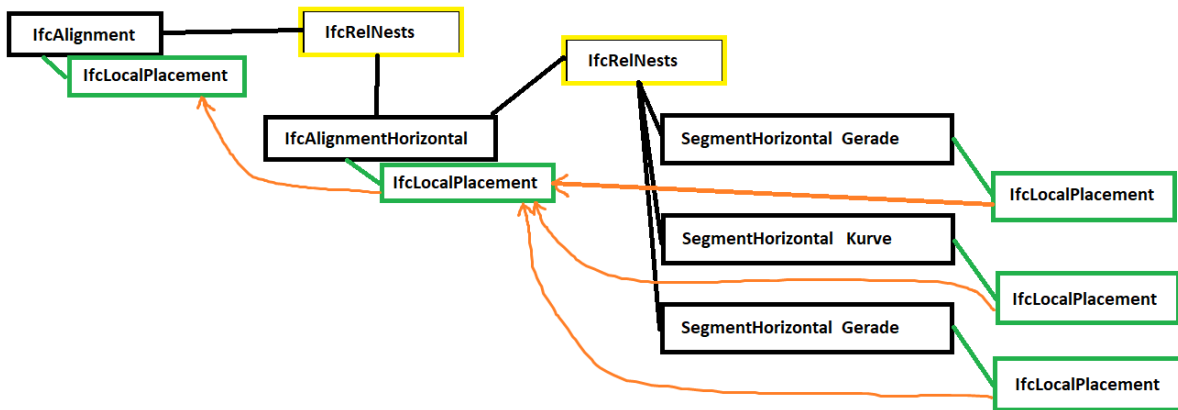 IfcAlignment
IfcRelNests
IfcLocalPlacement
IfcRelNests
IfcAlignmentHorizontal
IfcLocalPlacement
SegmentHorizontal Gerade
IfcLocalPlacement
SegmentHorizontal Kurve
IfcLocalPlacement
SegmentHorizontal Gerade
IfcLocalPlacement